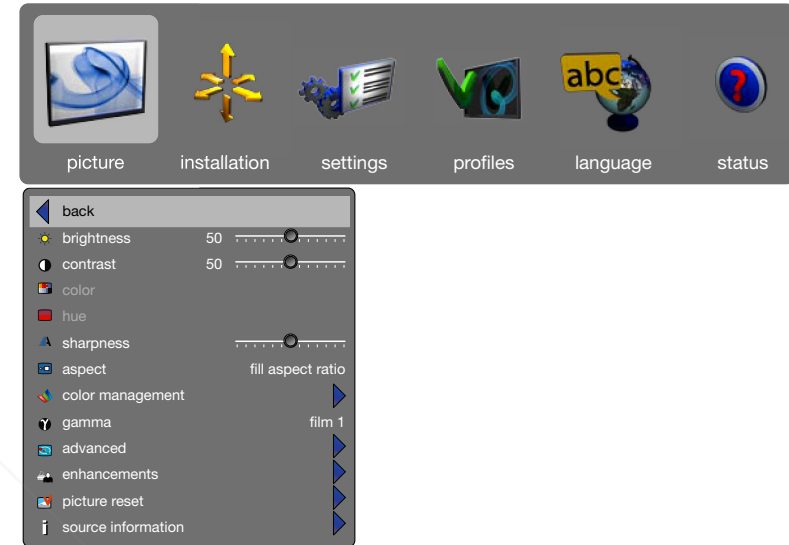 abc
picture installation settings profiles language status
back
brightness 50
contrast 50
color
hue
sharpness
aspect fill aspect ratio
color management
gamma film 1
advanced
enhancements
picture reset
source information